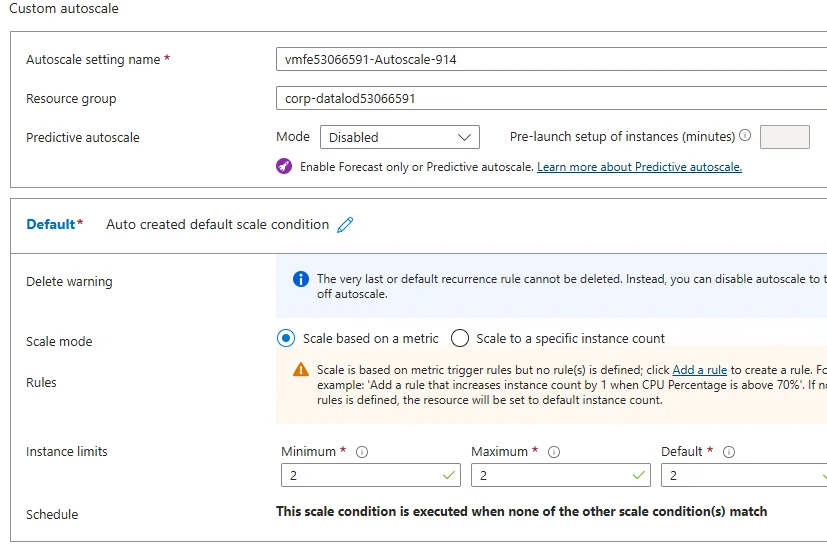 Custom autoscale
Autoscale setting name *
vmfe53066591-Autoscale-914
Resource group
corp-datalod53066591
Predictive autoscale
Mode Disabled Pre-launch setup of instances (minutes)
Enable Forecast only or Predictive autoscale. Learn more about Predictive autoscale.
Default* Auto created default scale condition
Delete warning
The very last or default recurrence rule cannot be deleted. Instead, you can disable autoscale to
off autoscale.
Scale mode
Scale based on a metric Scale to a specific instance count
Rules
Scale is based on metric trigger rules but no rule(s) is defined; click Add a rule to create a rule.
example: 'Add a rule that increases instance count by 1 when CPU Percentage is above 70%'. If
rules is defined, the resource will be set to default instance count.
Instance limits
Minimum * Maximum * Default *
2 2 2
Schedule
This scale condition is executed when none of the other scale condition(s) match